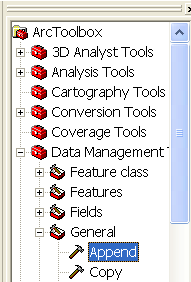 ArcToolbox
3D Analyst Tools
Analysis Tools
Cartography Tools
Conversion Tools
Coverage Tools
Data Management
Feature class
Features
Fields
General
Append
Copy